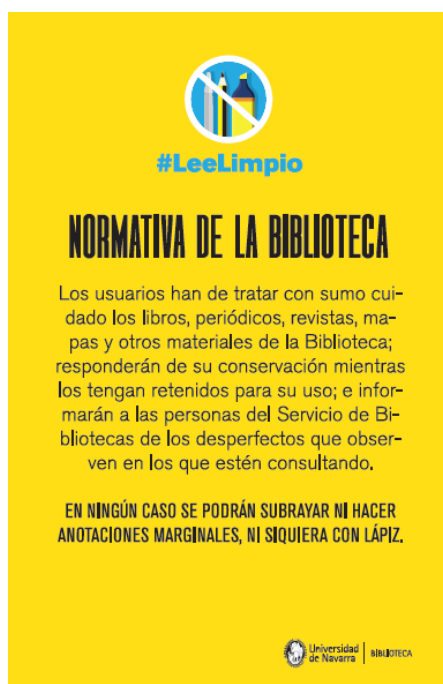 #LeeLimpio
NORMATIVA DE LA BIBLIOTECA
Los usuarios han de tratar con sumo cui-
dado los libros, periódicos, revistas, ma-
pas y otros materiales de la Biblioteca;
responderán de su conservación mientras
los tengan retenidos para su uso; e infor-
marán a las personas del Servicio de Bi-
bliotecas de los desperfectos que obser-
ven en los que estén consultando.
EN NINGÚN CASO SE PODRÁN SUBRAYAR NI HACER
ANOTACIONES MARGINALES, NI SIQUIERA CON LÁPIZ.
Universidad
de Navarra
BIBLIOTECA